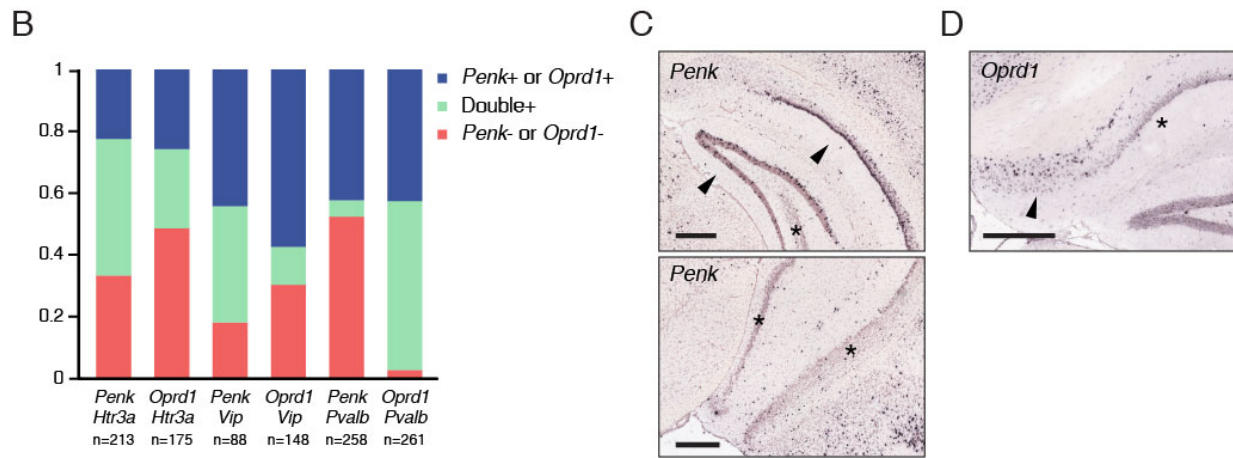 B
1
0.8
0.6
0.4
0.2
0
Penk+ or Oprd1+
Double+
Penk- or Oprd1-
Penk Oprd1 Penk Oprd1 Penk Oprd1
Htr3a Htr3a Vip Vip Pvalb Pvalb
n=213 n=175 n=88 n=148 n=258 n=261
C
Penk
*
Penk
* *
D
Oprd1
*